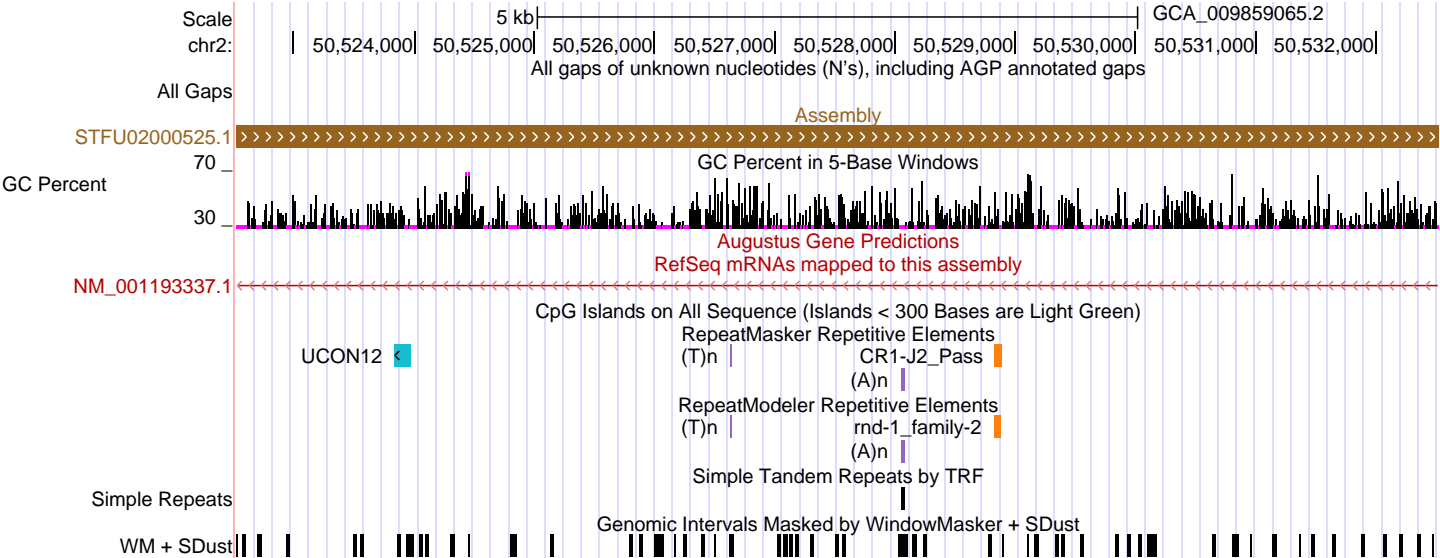 Scale 5 kb GCA_009859065.2
chr2: 50,524,000 50,525,000 50,526,000 50,527,000 50,528,000 50,529,000 50,530,000 50,531,000 50,532,000
All gaps of unknown nucleotides (N's), including AGP annotated gaps
All Gaps
Assembly
STFU02000525.1
70 _ GC Percent in 5-Base Windows
GC Percent
30 _
Augustus Gene Predictions
RefSeq mRNAs mapped to this assembly
NM_001193337.1
CpG Islands on All Sequence (Islands < 300 Bases are Light Green)
RepeatMasker Repetitive Elements
UCON12 (T)n CR1-J2_Pass
(A)n
RepeatModeler Repetitive Elements
(T)n rnd-1_family-2
(A)n
Simple Tandem Repeats by TRF
Simple Repeats
Genomic Intervals Masked by WindowMasker + SDust
WM + SDust